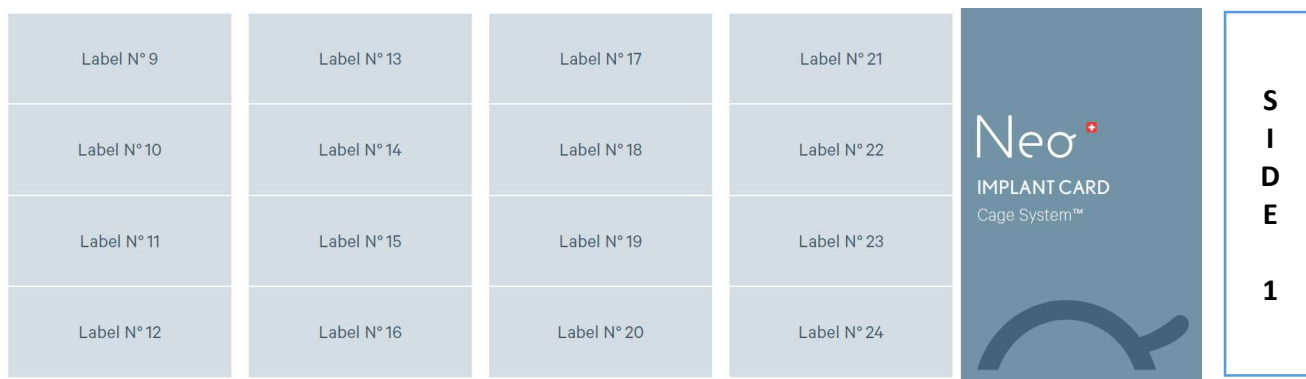 Label N° 9
Label N° 10
Label N° 11
Label N° 12
Label N° 13
Label N° 14
Label N° 15
Label N° 16
Label N° 17
Label N° 18
Label N° 19
Label N° 20
Label N° 21
Label N° 22
Label N° 23
Label N° 24
Neo
IMPLANT CARD
Cage System™
S
I
D
E
1